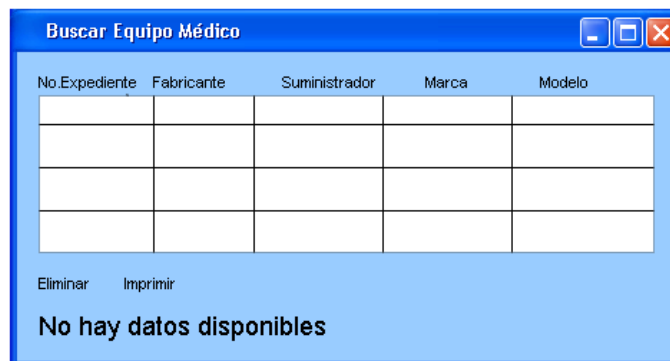 Buscar Equipo Médico
No.Expediente Fabricante Suministrador Marca Modelo
Eliminar Imprimir
No hay datos disponibles